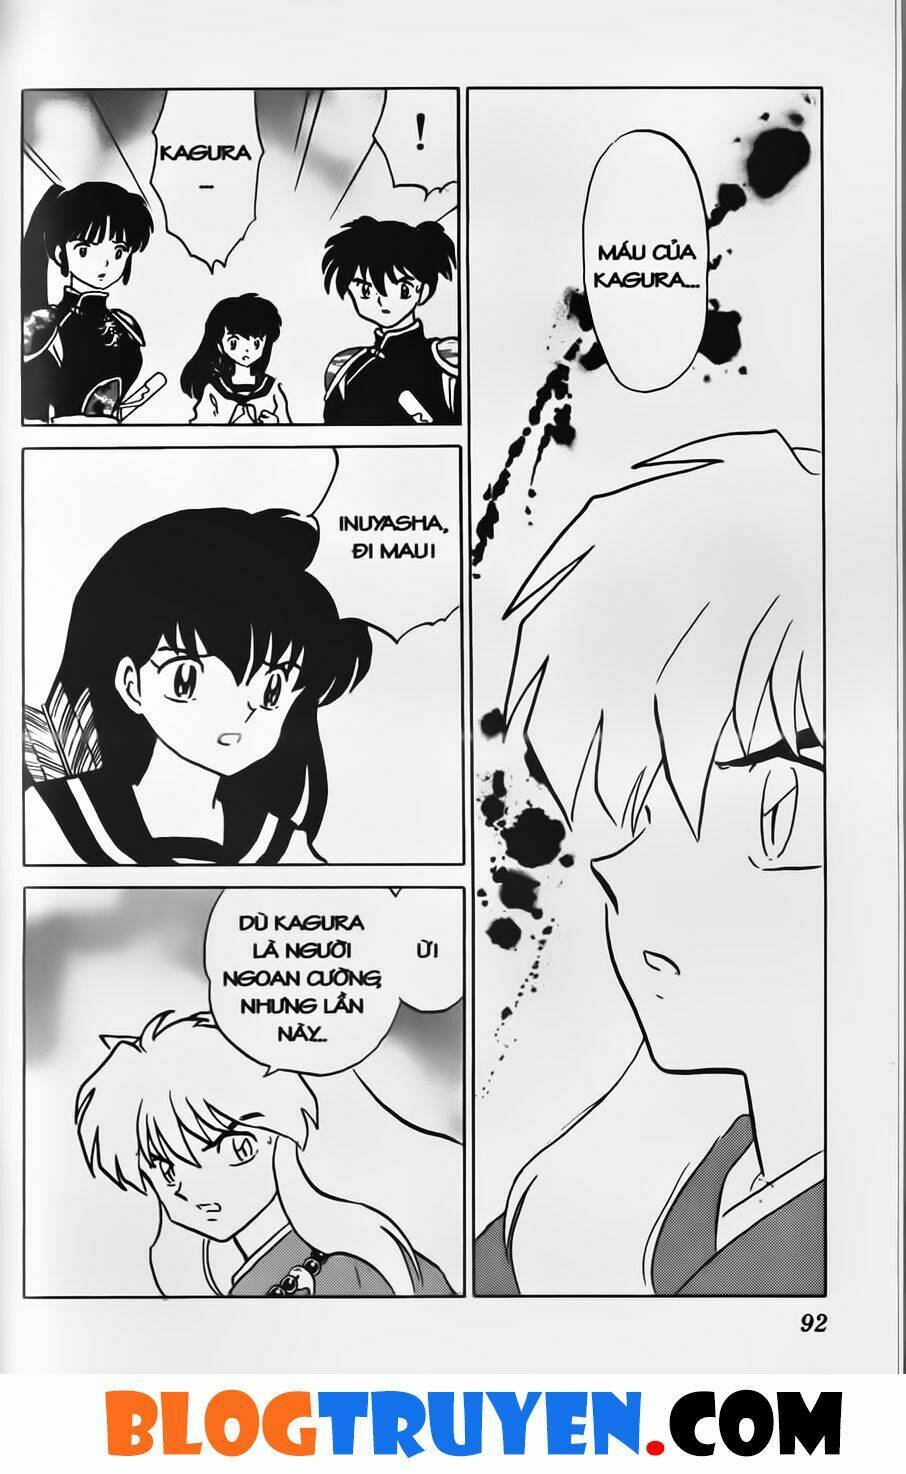 MÁU CỦA
KAGURA...
!
KAGURA
...
INUYASHA,
ĐI MAU!
ỪI
DÙ KAGURA
LÀ NGƯỜI
NGOAN CƯỜNG,
NHƯNG LẦN
NÀY...
92
BLOGTRUYEN.COM